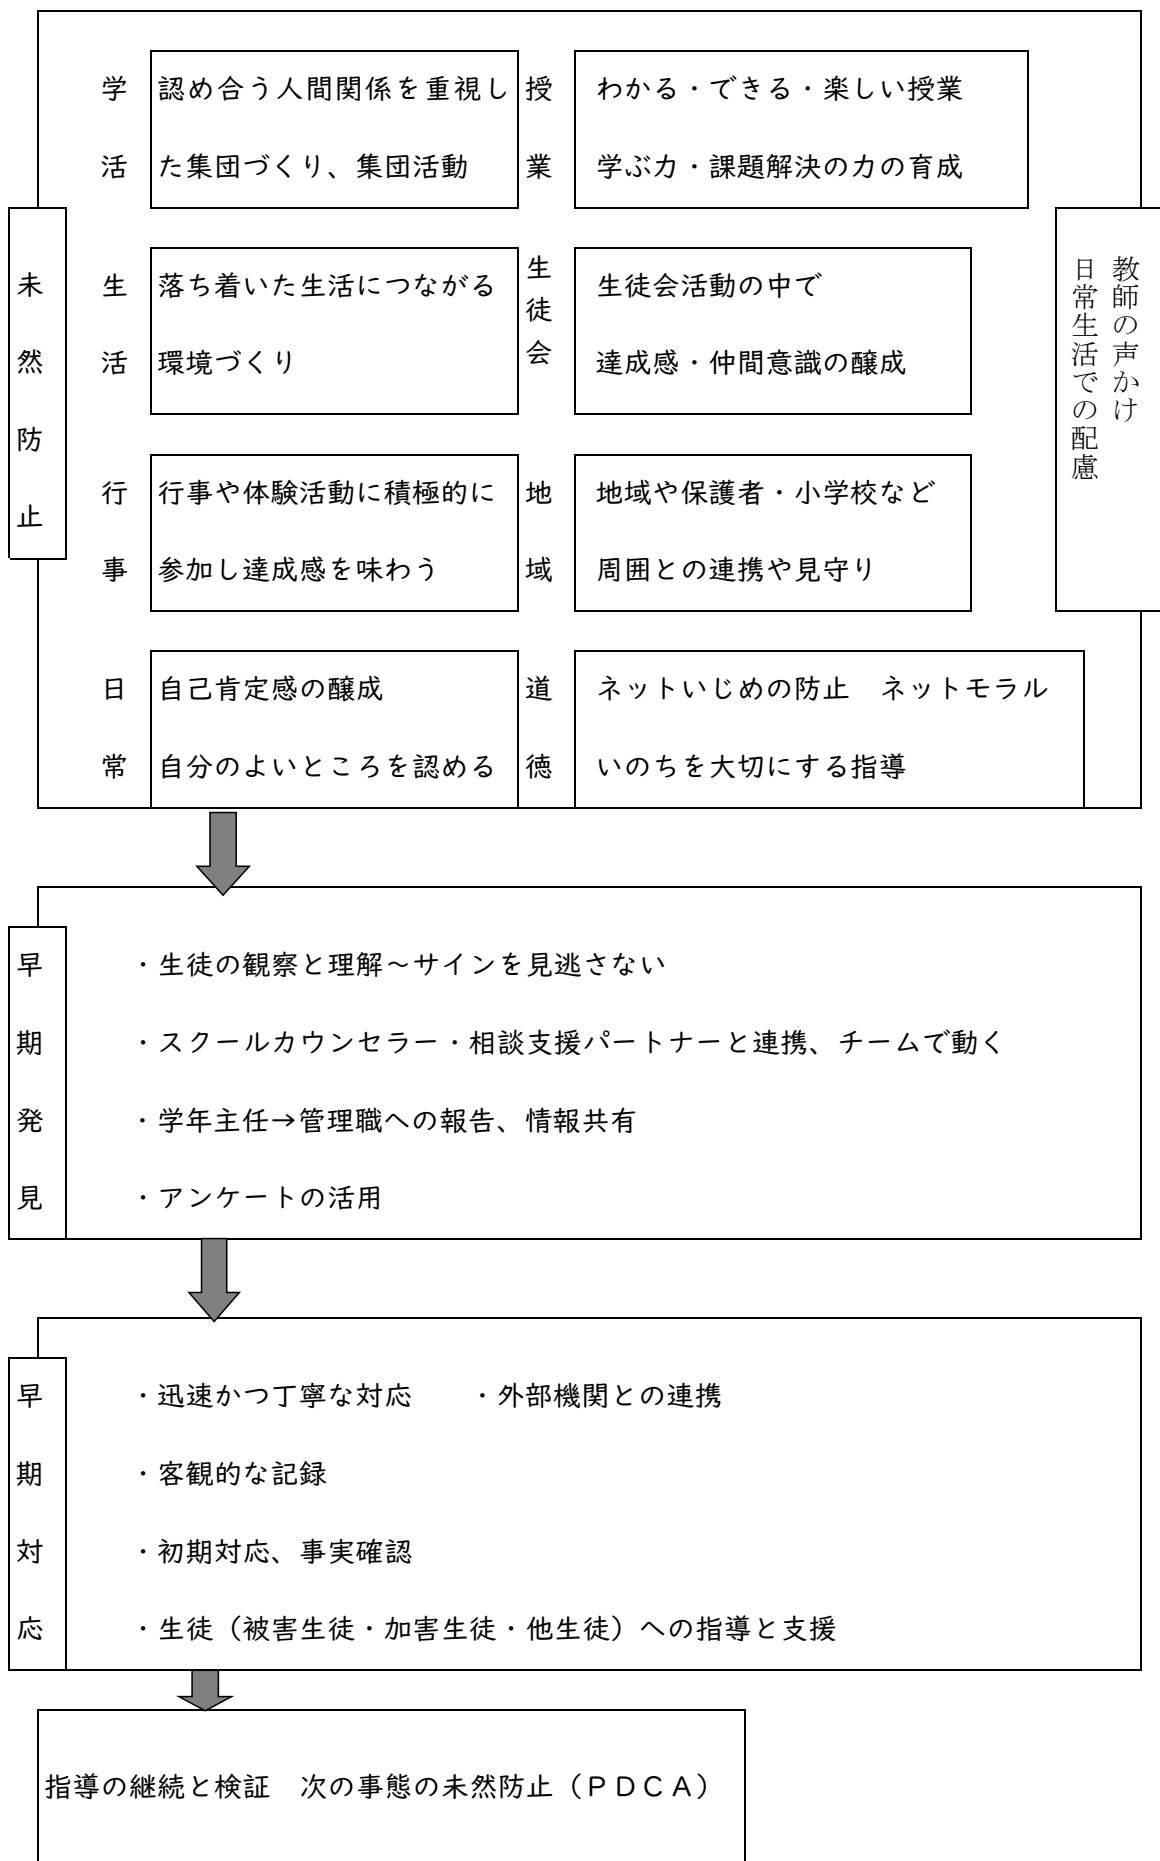 未然防止
学活
認め合う人間関係を重視し
た集団づくり、集団活動
授業
わかる・できる・楽しい授業
学ぶ力・課題解決の力の育成
生活
落ち着いた生活につながる
環境づくり
生徒会
生徒会活動の中で
達成感・仲間意識の醸成
行事
行事や体験活動に積極的に
参加し達成感を味わう
地域
地域や保護者・小学校など
周囲との連携や見守り
日常
自己肯定感の醸成
自分のよいところを認める
道徳
ネットいじめの防止　ネットモラル
いのちを大切にする指導
教師の声かけ
日常生活での配慮
早期発見
・生徒の観察と理解～サインを見逃さない
・スクールカウンセラー・相談支援パートナーと連携、チームで動く
・学年主任→管理職への報告、情報共有
・アンケートの活用
早期対応
・迅速かつ丁寧な対応　　・外部機関との連携
・客観的な記録
・初期対応、事実確認
・生徒（被害生徒・加害生徒・他生徒）への指導と支援
指導の継続と検証　次の事態の未然防止（ＰＤＣＡ）